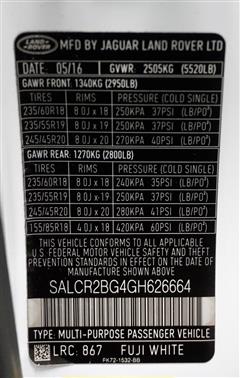 LAND ROVER
MFD BY JAGUAR LAND ROVER LTD
DATE: 05/16 GVWR: 2505KG (5520LB)
GAWR FRONT: 1340KG (2950LB)
TIRES RIMS PRESSURE (COLD SINGLE)
235/60R18 8.0J x 18 250KPA 37PSI (LB/PO²)
235/55R19 8.0J x 19 250KPA 37PSI (LB/PO²)
245/45R20 8.0J x 20 270KPA 40PSI (LB/PO²)
GAWR REAR: 1270KG (2800LB)
TIRES RIMS PRESSURE (COLD SINGLE)
235/60R18 8.0J x 18 240KPA 35PSI (LB/PO²)
235/55R19 8.0J x 19 250KPA 37PSI (LB/PO²)
245/45R20 8.0J x 20 280KPA 41PSI (LB/PO²)
155/85R18 4.0J x 18 420KPA 60PSI (LB/PO²)
THIS VEHICLE CONFORMS TO ALL APPLICABLE
U.S FEDERAL MOTOR VEHICLE SAFETY AND
THEFT PREVENTION STANDARDS IN EFFECT ON
THE DATE OF MANUFACTURE SHOWN ABOVE
SALCR2BG4GH626664
TYPE: MULTI-PURPOSE PASSENGER VEHICLE
LRC: 867 FUJI WHITE
FK72-1532-BB